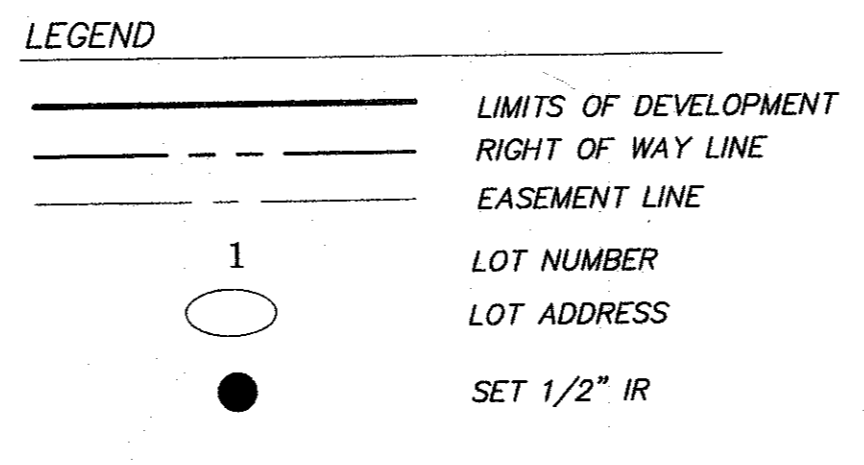 LEGEND
LIMITS OF DEVELOPMENT
RIGHT OF WAY LINE
EASEMENT LINE
1 LOT NUMBER
LOT ADDRESS
SET 1/2" IR